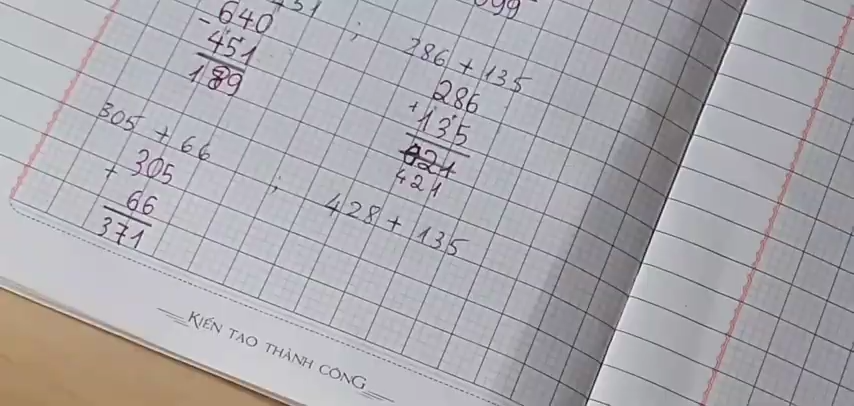 - 640
451
189
286 + 135
286
+ 135
421
421
305 + 66
+ 305
66
371
; 428 + 135
KIẾN TẠO THÀNH CÔNG